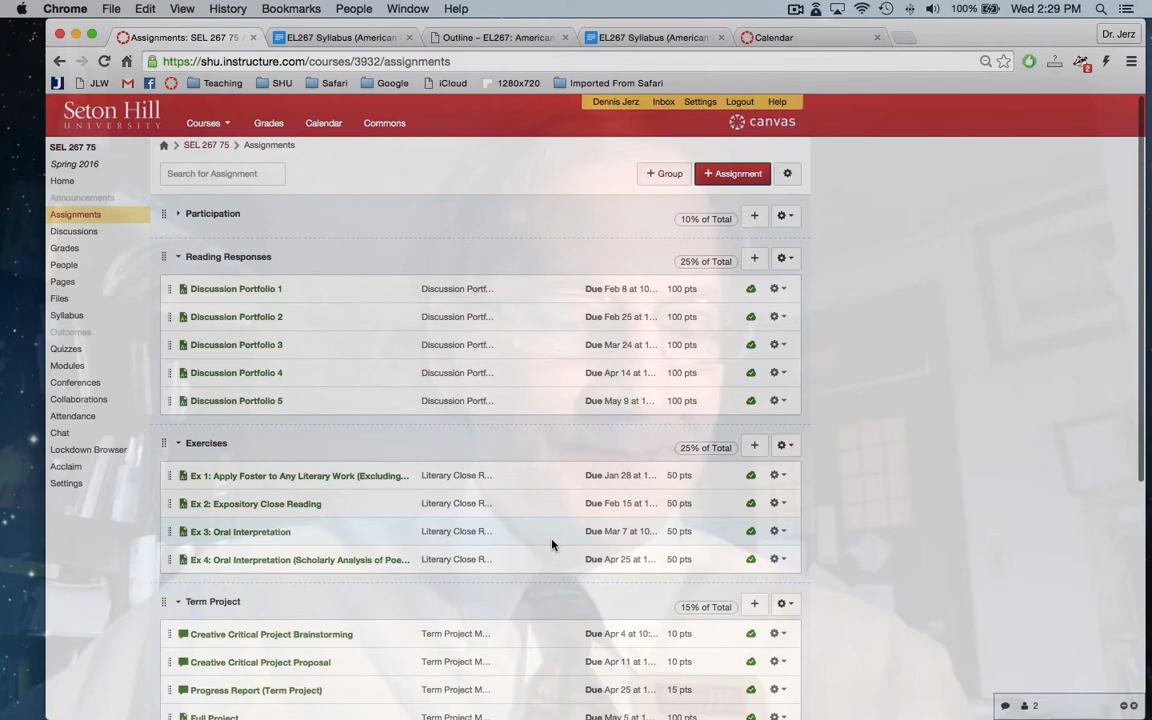 Chrome File Edit View History Bookmarks People Window Help 100% Wed 2:29 PM
Assignments: SEL 267 75 / EL267 Syllabus (American L Outline – EL267: American EL267 Syllabus (American L Calendar Dr. Jerz
https://shu.instructure.com/courses/3932/assignments 2
JLW Teaching SHU Safari Google iCloud 1280x720 Imported From Safari
Seton Hill
UNIVERSITY
Dennis Jerz Inbox Settings Logout Help
Courses Grades Calendar Commons canvas
SEL 267 75
Spring 2016
Home
Announcements
Assignments
Discussions
Grades
People
Pages
Files
Syllabus
Outcomes
Quizzes
Modules
Conferences
Collaborations
Attendance
Chat
Lockdown Browser
Acclaim
Settings
SEL 267 75 > Assignments
Search for Assignment + Group + Assignment
Participation 10% of Total
Reading Responses 25% of Total
Discussion Portfolio 1 Discussion Portf... Due Feb 8 at 10... 100 pts
Discussion Portfolio 2 Discussion Portf... Due Feb 25 at 1... 100 pts
Discussion Portfolio 3 Discussion Portf... Due Mar 24 at 1... 100 pts
Discussion Portfolio 4 Discussion Portf... Due Apr 14 at 1... 100 pts
Discussion Portfolio 5 Discussion Portf... Due May 9 at 1... 100 pts
Exercises 25% of Total
Ex 1: Apply Foster to Any Literary Work (Excluding... Literary Close R... Due Jan 28 at 1... 50 pts
Ex 2: Expository Close Reading Literary Close R... Due Feb 15 at 1... 50 pts
Ex 3: Oral Interpretation Literary Close R... Due Mar 7 at 10... 50 pts
Ex 4: Oral Interpretation (Scholarly Analysis of Poe... Literary Close R... Due Apr 25 at 1... 50 pts
Term Project 15% of Total
Creative Critical Project Brainstorming Term Project M... Due Apr 4 at 10:... 10 pts
Creative Critical Project Proposal Term Project M... Due Apr 11 at 1... 10 pts
Progress Report (Term Project) Term Project M... Due Apr 25 at 1... 15 pts
Full Project Term Project M... Due May 5 at 1... 100 pts
2